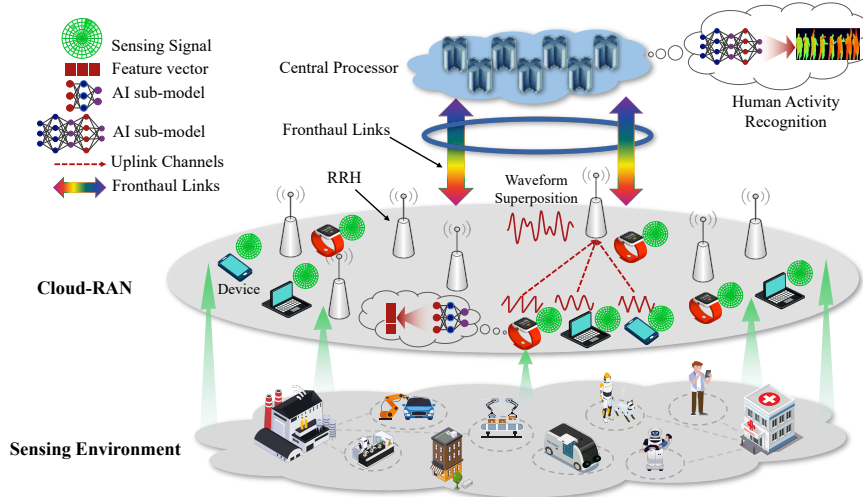 Sensing Signal
Feature vector
AI sub-model
AI sub-model
Uplink Channels
Fronthaul Links
Central Processor
Human Activity
Recognition
Fronthaul Links
RRH
Waveform
Superposition
Device
Cloud-RAN
Sensing Environment